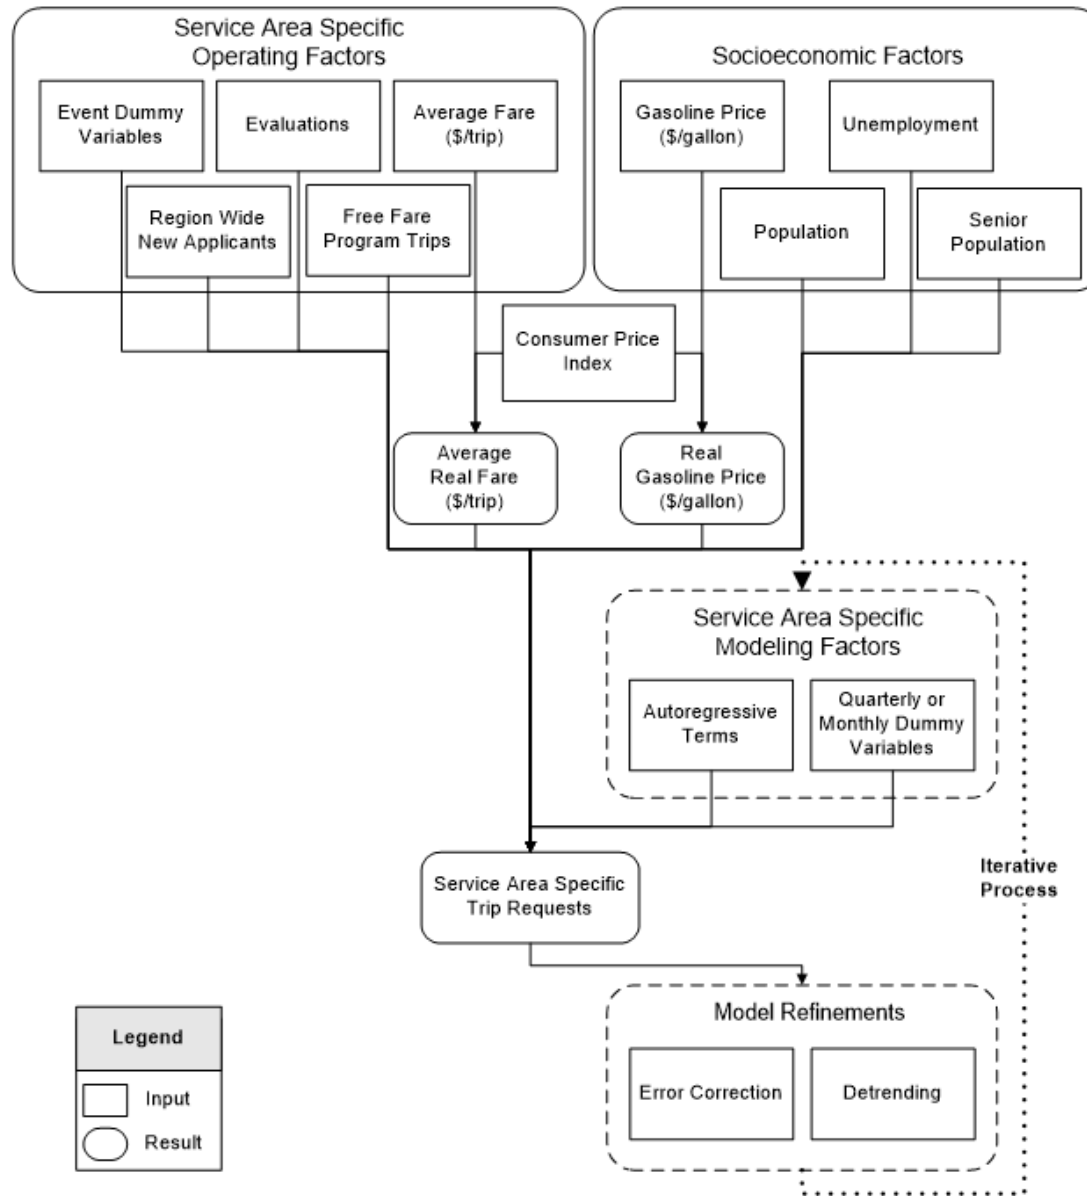 Service Area Specific
Operating Factors
Event Dummy
Variables
Evaluations
Average Fare
($/trip)
Region Wide
New Applicants
Free Fare
Program Trips
Socioeconomic Factors
Gasoline Price
($/gallon)
Unemployment
Population
Senior
Population
Consumer Price
Index
Average
Real Fare
($/trip)
Real
Gasoline Price
($/gallon)
Service Area Specific
Modeling Factors
Autoregressive
Terms
Quarterly or
Monthly Dummy
Variables
Iterative
Process
Service Area Specific
Trip Requests
Model Refinements
Error Correction
Detrending
Legend
Input
Result